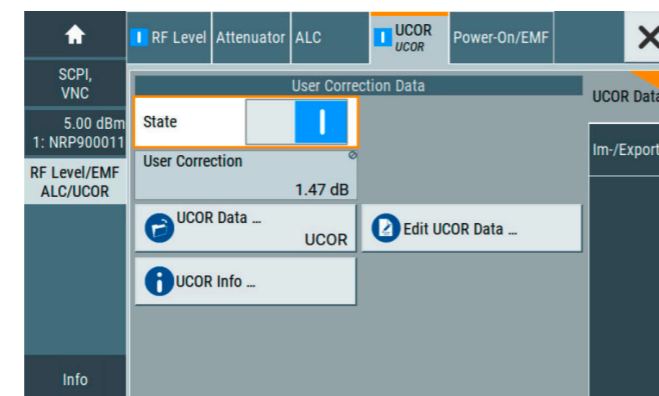 RF Level
Attenuator
ALC
UCOR
UCOR
Power-On/EMF
SCPI,
VNC
5.00 dBm
1: NRP900011
RF Level/EMF
ALC/UCOR
Info
User Correction Data
State
User Correction
1.47 dB
UCOR Data ...
UCOR
Edit UCOR Data ...
UCOR Info ...
UCOR Data
Im-/Export